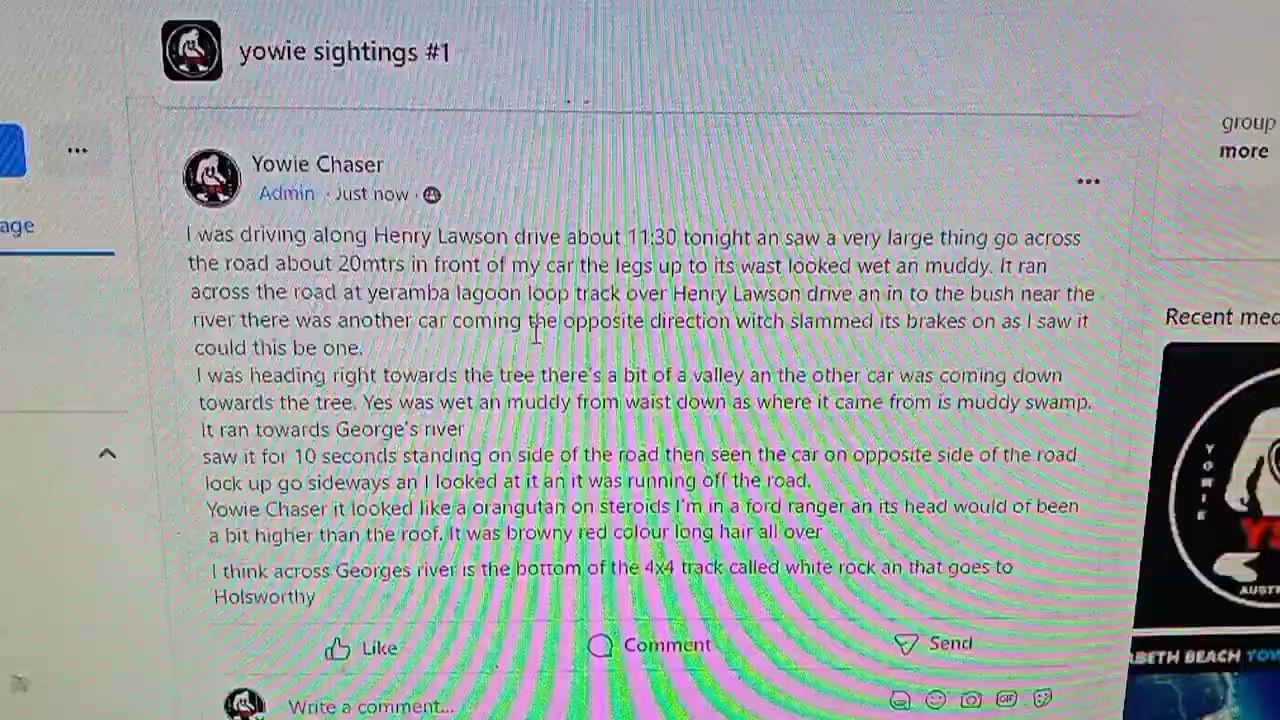 yowie sightings #1
group
more
Yowie Chaser
Admin · Just now ·
age
I was driving along Henry Lawson drive about 11:30 tonight an saw a very large thing go across
the road about 20mtrs in front of my car the legs up to its wast looked wet an muddy. It ran
across the road at yeramba lagoon loop track over Henry Lawson drive an in to the bush near the
river there was another car coming the opposite direction witch slammed its brakes on as I saw it
could this be one.
I was heading right towards the tree there's a bit of a valley an the other car was coming down
towards the tree. Yes was wet an muddy from waist down as where it came from is muddy swamp.
It ran towards George's river
saw it for 10 seconds standing on side of the road then seen the car on opposite side of the road
lock up go sideways an I looked at it an it was running off the road.
Yowie Chaser it looked like a orangutan on steroids I'm in a ford ranger an its head would of been
a bit higher than the roof. It was browny red colour long hair all over
I think across Georges river is the bottom of the 4x4 track called white rock an that goes to
Holsworthy
Like
Comment
Send
Write a comment...
GIF
Recent med
YOWIE
AUST
BETH BEACH YOW